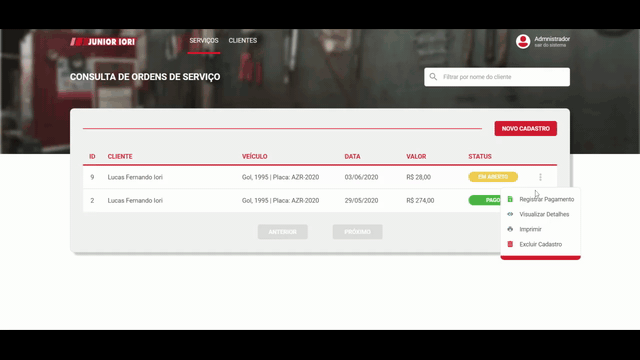 JUNIOR IORI
SERVIÇOS
CLIENTES
Admnistrador
sair do sistema
CONSULTA DE ORDENS DE SERVIÇO
Filtrar por nome do cliente
NOVO CADASTRO
ID CLIENTE VEÍCULO DATA VALOR STATUS
9 Lucas Fernando Iori Gol, 1995 | Placa: AZR-2020 03/06/2020 R$ 28,00 EM ABERTO
2 Lucas Fernando Iori Gol, 1995 | Placa: AZR-2020 29/05/2020 R$ 274,00 PAGO
Registrar Pagamento
Visualizar Detalhes
Imprimir
Excluir Cadastro
ANTERIOR
PRÓXIMO